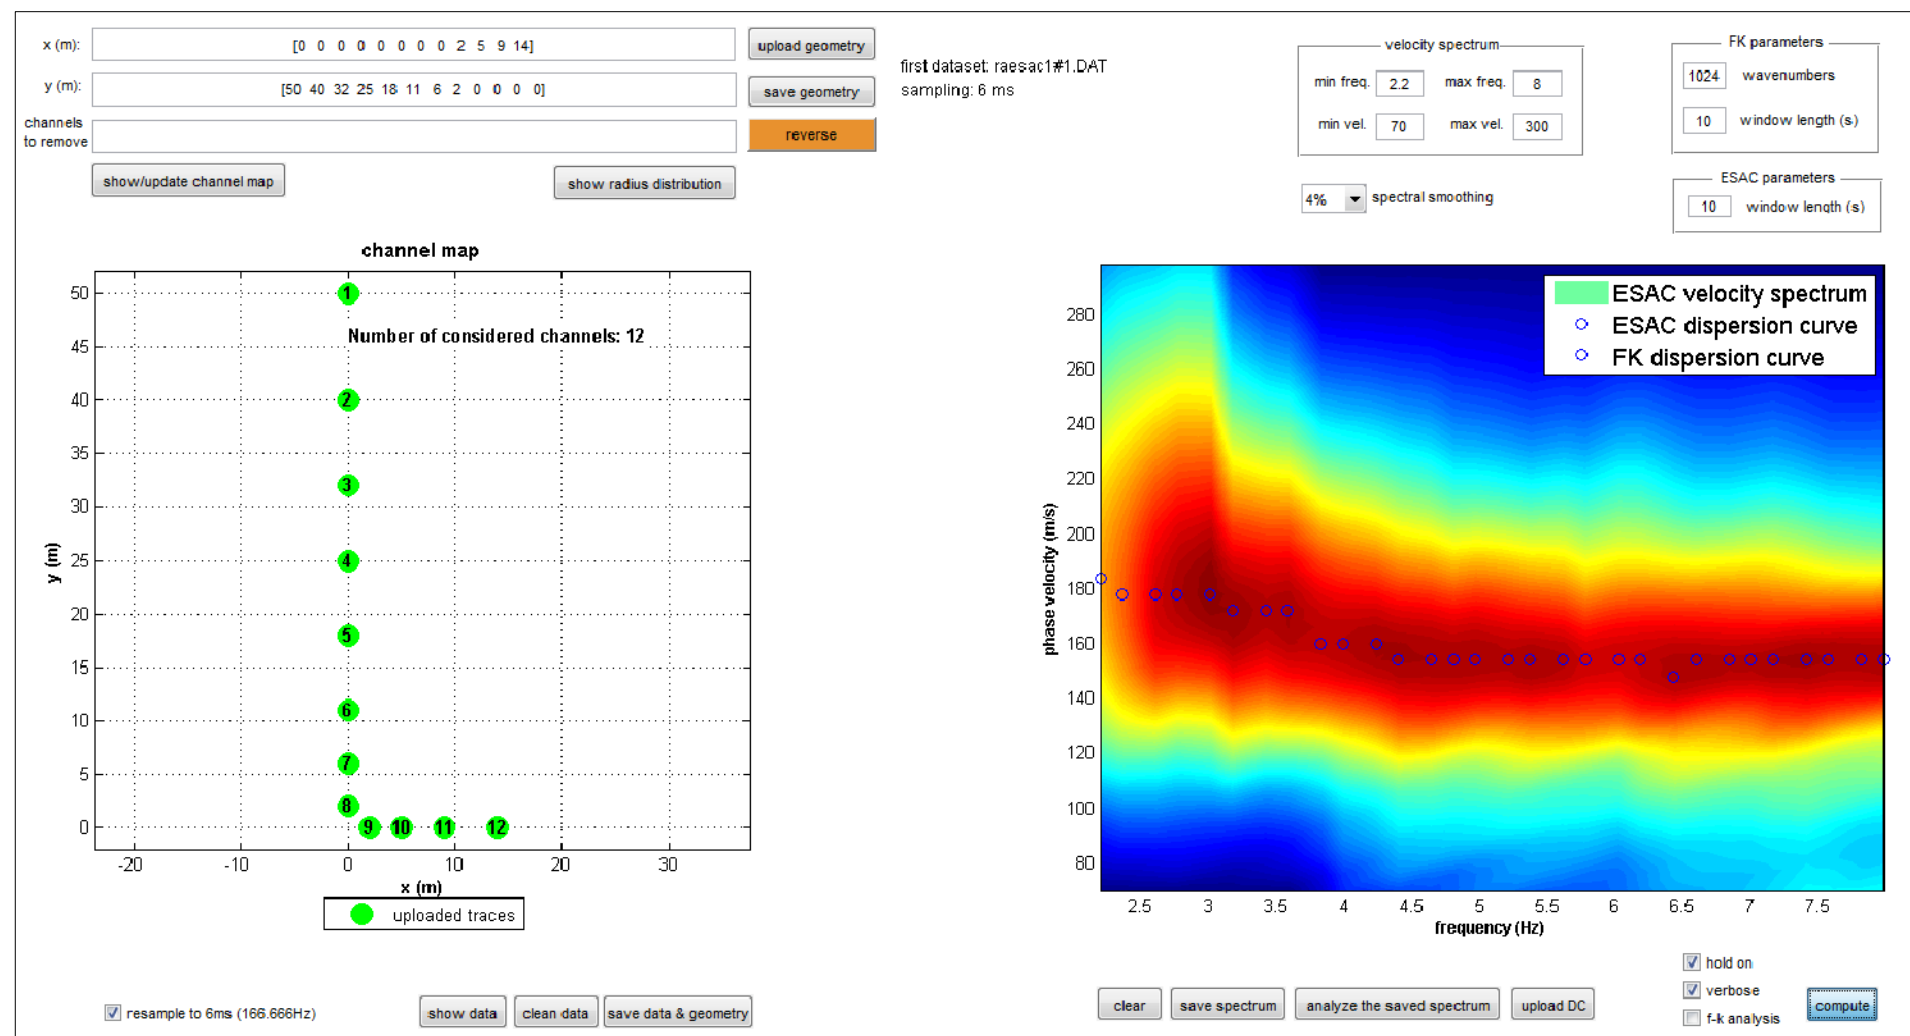 x (m):
[0 0 0 0 0 0 0 0 2 5 9 14]
upload geometry
y (m):
[50 40 32 25 18 11 6 2 0 0 0 0]
save geometry
channels
to remove
reverse
show/update channel map
show radius distribution
first dataset: raesac1#1.DAT
sampling: 6 ms
velocity spectrum
min freq. 2.2 max freq. 8
min vel. 70 max vel. 300
4% spectral smoothing
FK parameters
1024 wavenumbers
10 window length (s)
ESAC parameters
10 window length (s)
channel map
Number of considered channels: 12
50
45
40
35
30
25
20
15
10
5
0
y (m)
1
2
3
4
5
6
7
8
9 10 11 12
-20 -10 0 10 20 30
x (m)
uploaded traces
ESAC velocity spectrum
ESAC dispersion curve
FK dispersion curve
280
260
240
220
200
180
160
140
120
100
80
phase velocity (m/s)
2.5 3 3.5 4 4.5 5 5.5 6 6.5 7 7.5
frequency (Hz)
resample to 6ms (166.666Hz)
show data
clean data
save data & geometry
clear
save spectrum
analyze the saved spectrum
upload DC
hold on
verbose
f-k analysis
compute